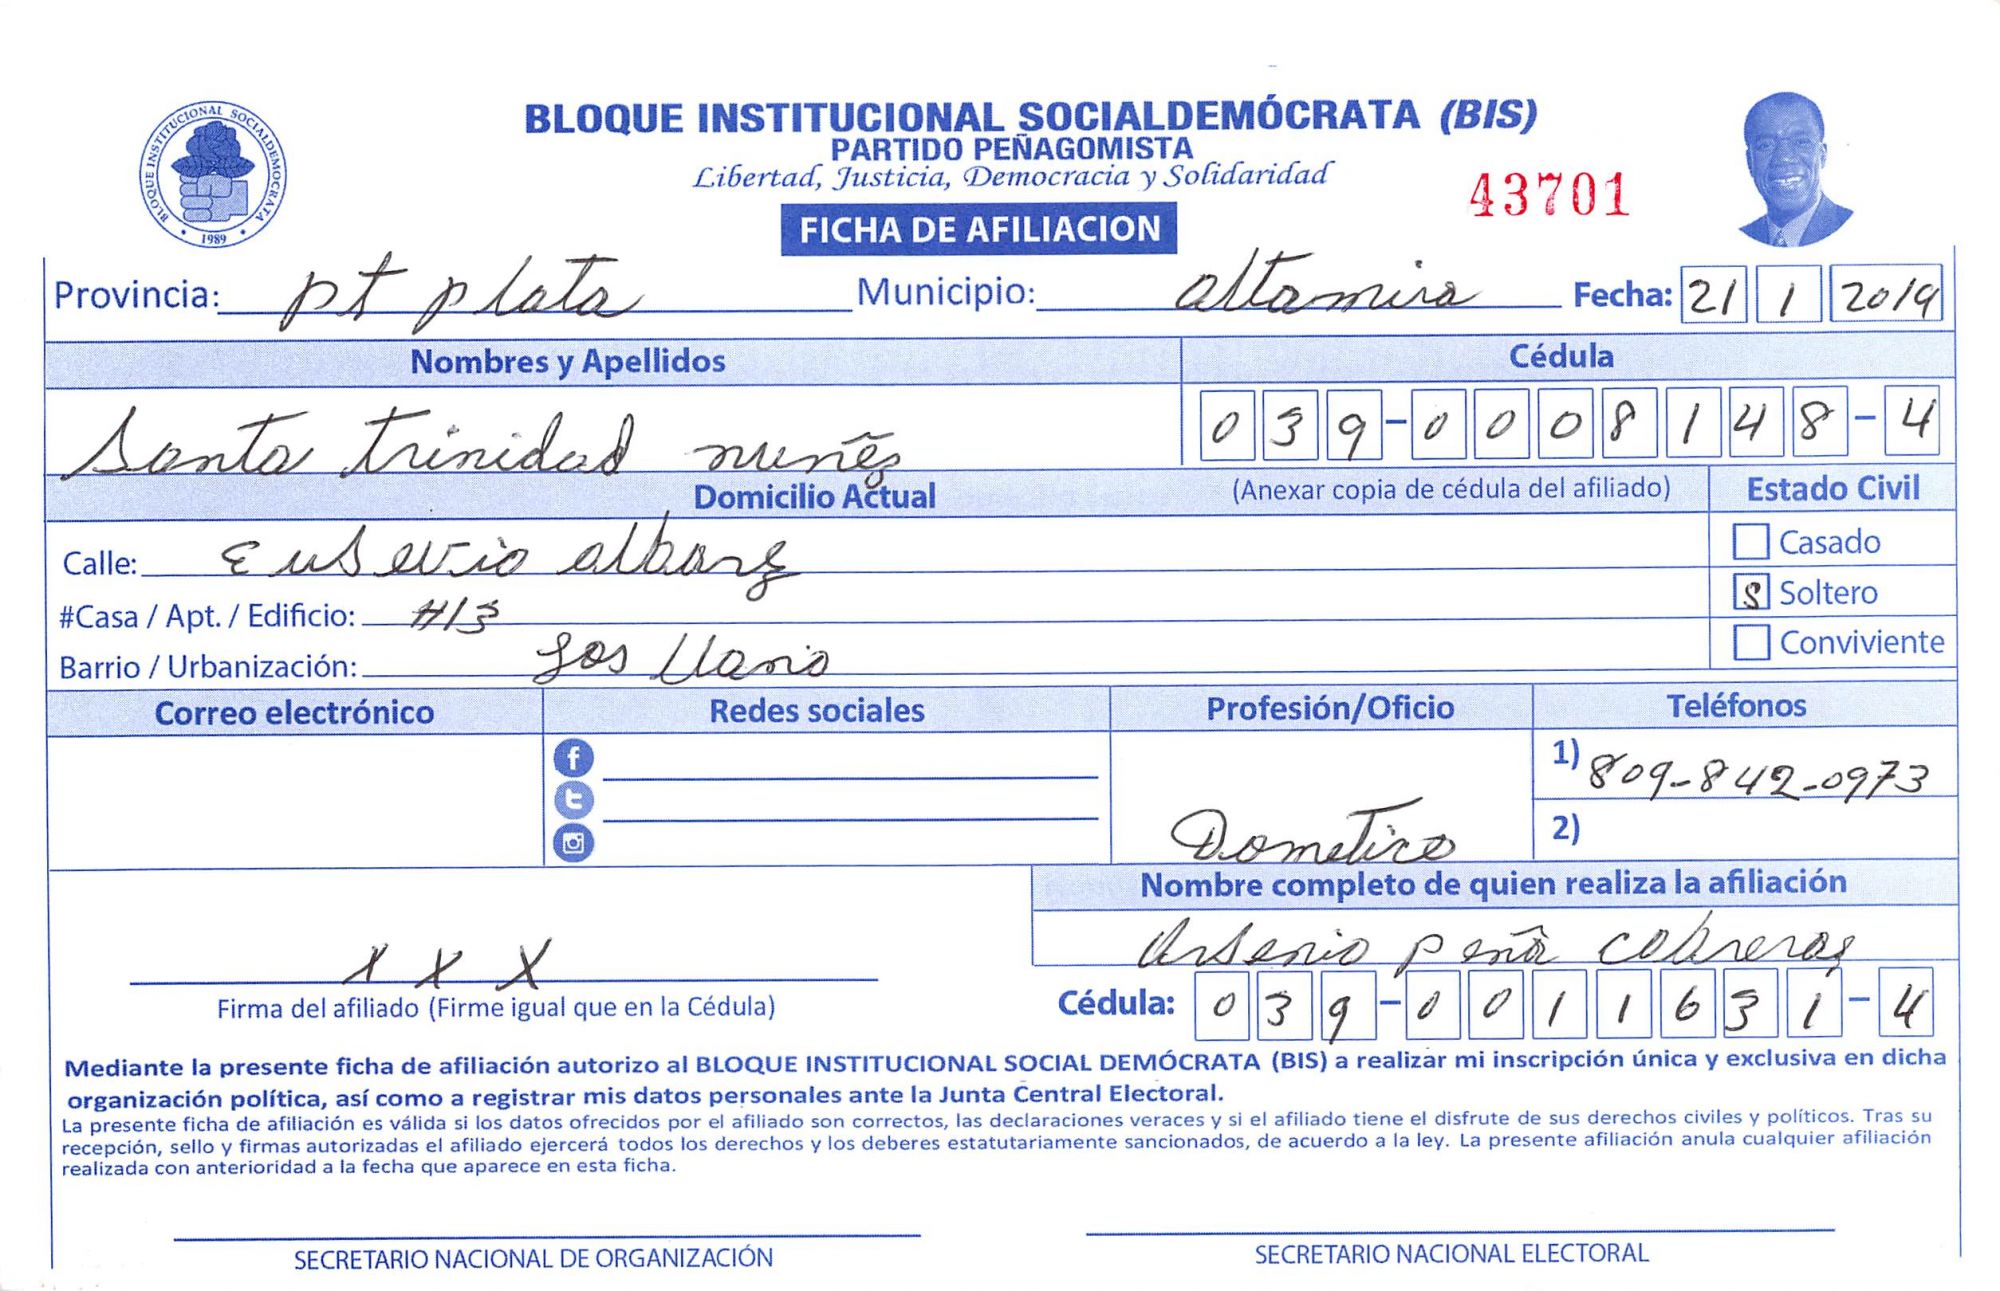 BLOQUE INSTITUCIONAL SOCIALDEMÓCRATA (BIS)
PARTIDO PEÑAGOMISTA
Libertad, Justicia, Democracia y Solidaridad
43701
BLOQUE INSTITUCIONAL SOCIALDEMOCRATA
1989
FICHA DE AFILIACION
Provincia: pt plata Municipio: altamira Fecha: 21 1 2019
Nombres y Apellidos Cédula
Santa trinidad nuñez 039-0008148-4
Domicilio Actual (Anexar copia de cédula del afiliado) Estado Civil
Calle: Eusevio Casado
#Casa / Apt. / Edificio: #13 S Soltero
Barrio / Urbanización: Los Llano Conviviente
Correo electrónico Redes sociales Profesión/Oficio Teléfonos
1) 809-842-0973
Dometico 2)
Nombre completo de quien realiza la afiliación
Arsenio peña cabreras
x x x
Firma del afiliado (Firme igual que en la Cédula) Cédula: 039-0011631-4
Mediante la presente ficha de afiliación autorizo al BLOQUE INSTITUCIONAL SOCIAL DEMÓCRATA (BIS) a realizar mi inscripción única y exclusiva en dicha
organización política, así como a registrar mis datos personales ante la Junta Central Electoral.
La presente ficha de afiliación es válida si los datos ofrecidos por el afiliado son correctos, las declaraciones veraces y si el afiliado tiene el disfrute de sus derechos civiles y políticos. Tras su
recepción, sello y firmas autorizadas el afiliado ejercerá todos los derechos y los deberes estatutariamente sancionados, de acuerdo a la ley. La presente afiliación anula cualquier afiliación
realizada con anterioridad a la fecha que aparece en esta ficha.
SECRETARIO NACIONAL DE ORGANIZACIÓN SECRETARIO NACIONAL ELECTORAL